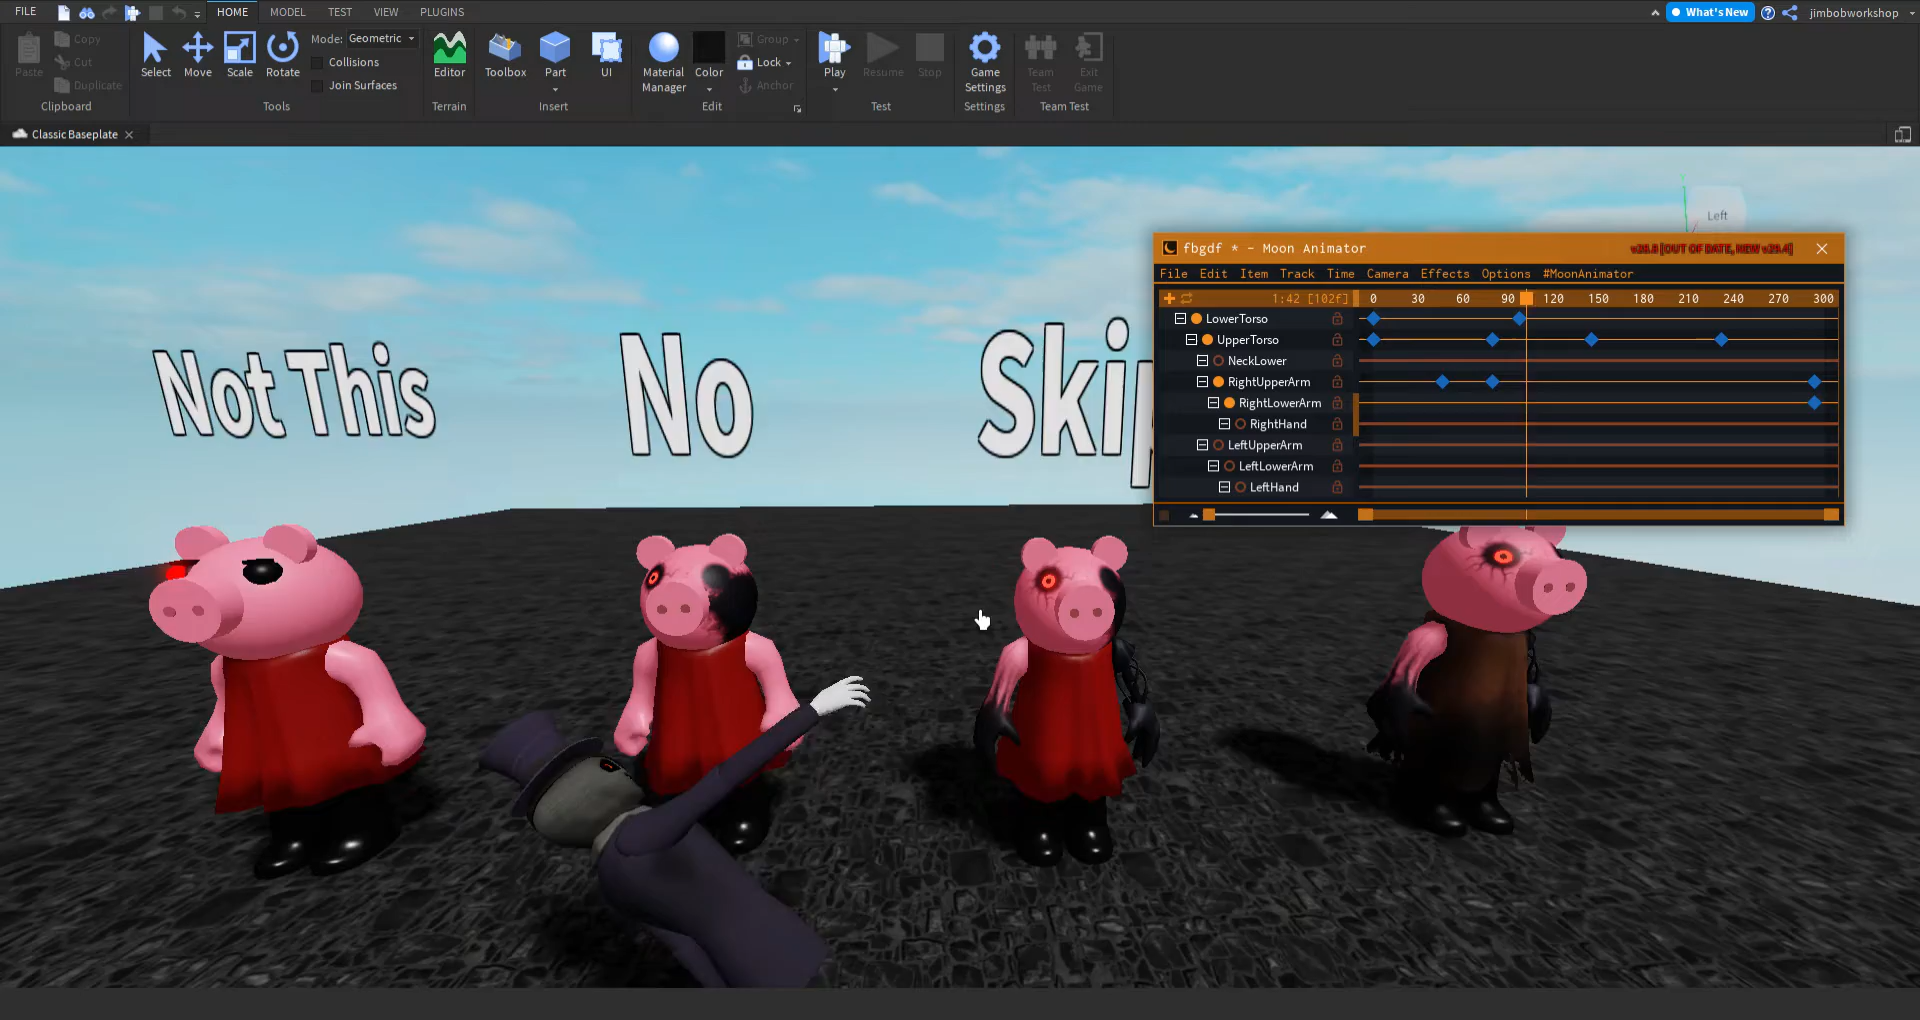 FILE HOME MODEL TEST VIEW PLUGINS What's New jimbobworkshop
Paste Copy Cut Duplicate Clipboard
Select Move Scale Rotate Mode: Geometric Collisions Join Surfaces Tools
Editor Terrain
Toolbox Part UI Insert
Material Manager Color Group Lock Anchor Edit
Play Resume Stop Test
Game Settings Settings
Team Test Exit Game Team Test
Classic Baseplate
Left
Not This
No
Skip
fbgdf * - Moon Animator
File Edit Item Track Time Camera Effects Options #MoonAnimator
1:42 [102f] 0 30 60 90 120 150 180 210 240 270 300
LowerTorso
UpperTorso
NeckLower
RightUpperArm
RightLowerArm
RightHand
LeftUpperArm
LeftLowerArm
LeftHand